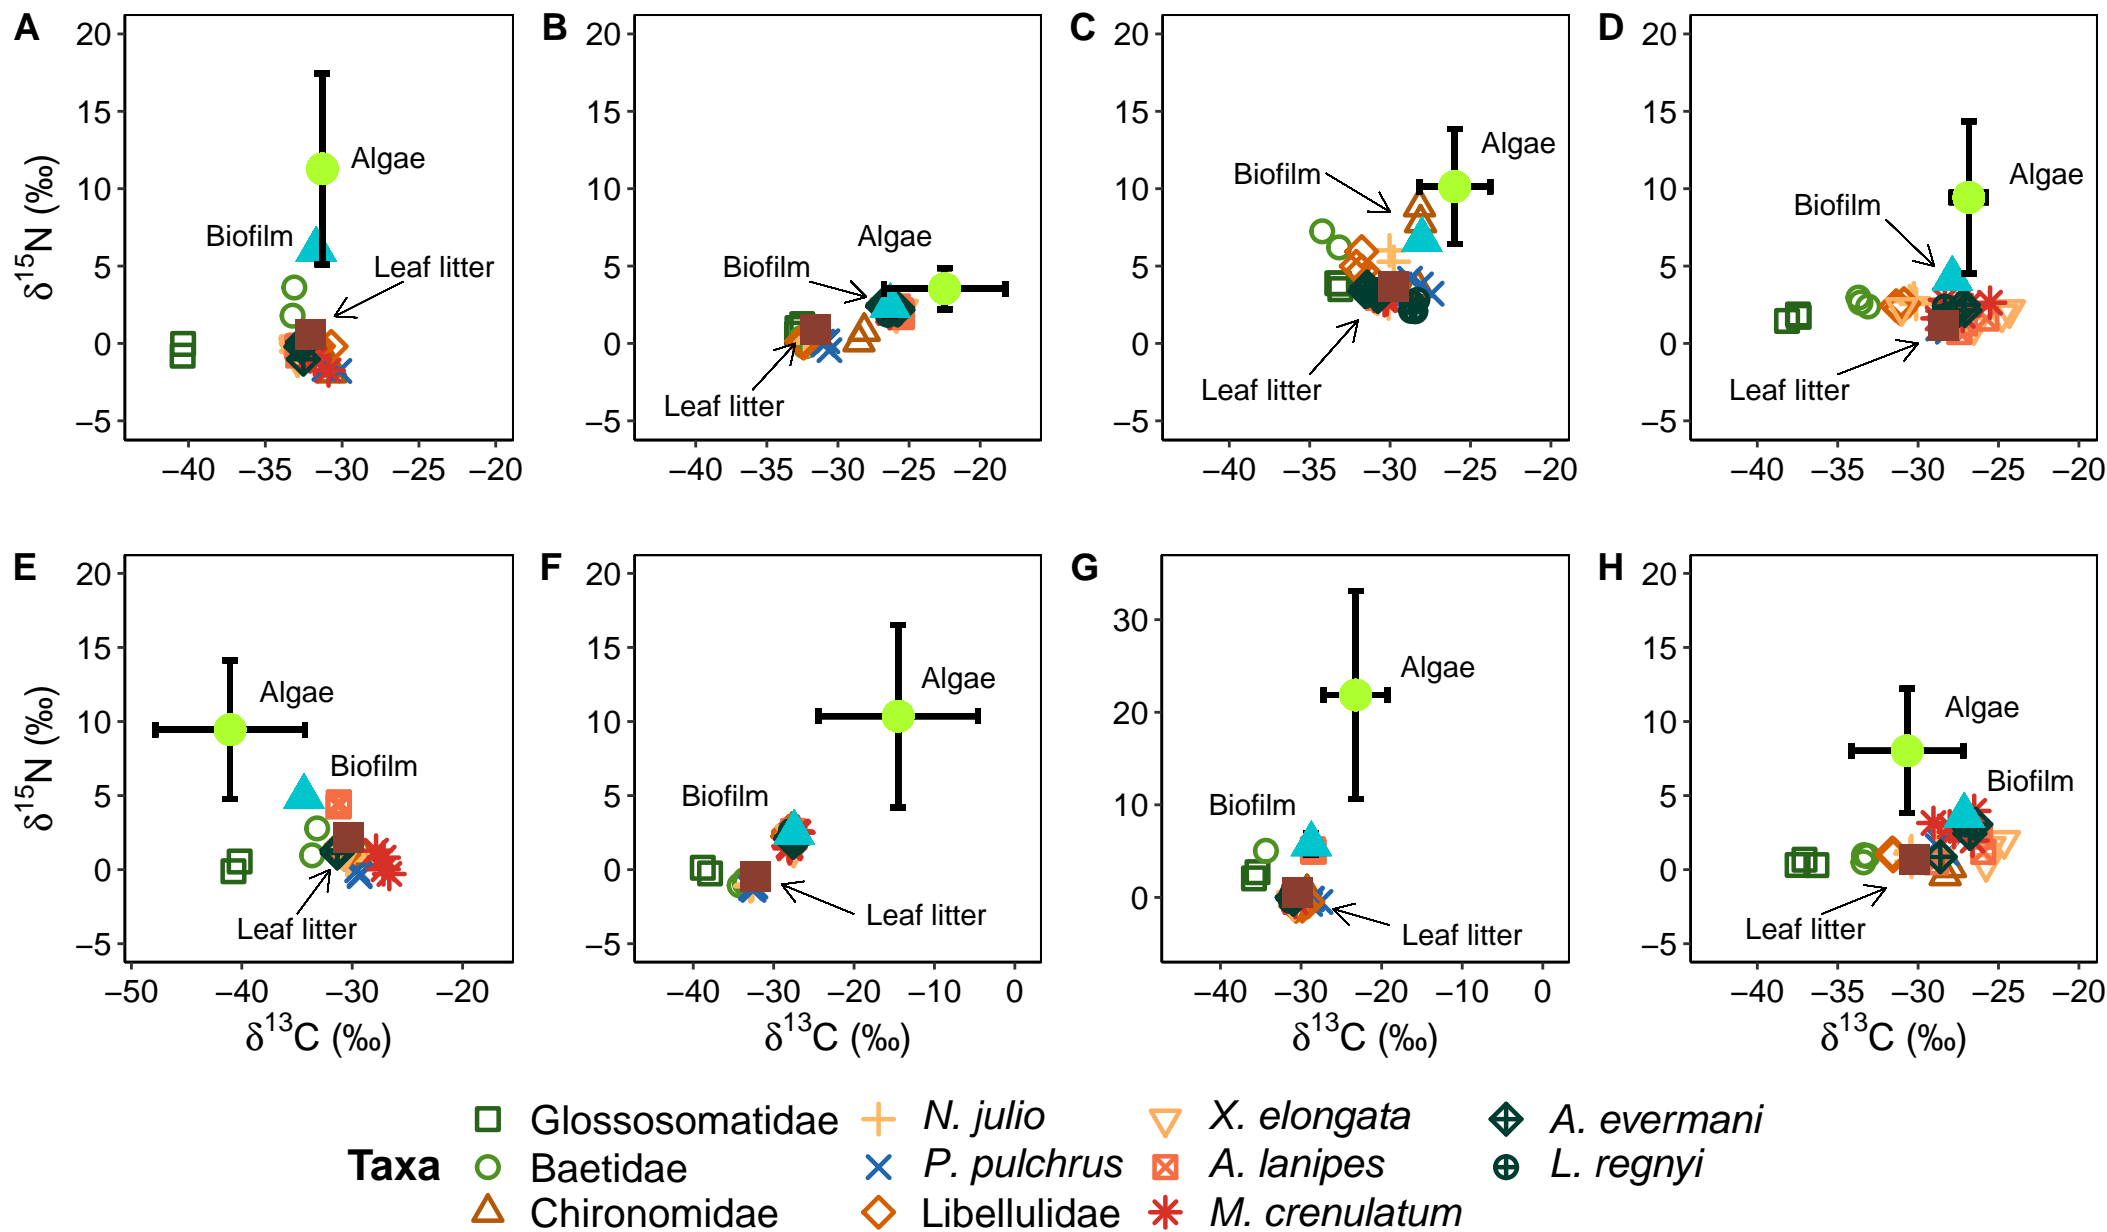 A
20
15
10
5
0
−5
−40 −35 −30 −25 −20
δ15N (‰)
Algae
Biofilm
Leaf litter
B
20
15
10
5
0
−5
−40 −35 −30 −25 −20
Algae
Biofilm
Leaf litter
C
20
15
10
5
0
−5
−40 −35 −30 −25 −20
Algae
Biofilm
Leaf litter
D
20
15
10
5
0
−5
−40 −35 −30 −25 −20
Algae
Biofilm
Leaf litter
E
20
15
10
5
0
−5
−50 −40 −30 −20
δ15N (‰)
δ13C (‰)
Algae
Biofilm
Leaf litter
F
20
15
10
5
0
−5
−40 −30 −20 −10 0
δ13C (‰)
Algae
Biofilm
Leaf litter
G
30
20
10
0
−40 −30 −20 −10 0
δ13C (‰)
Algae
Biofilm
Leaf litter
H
20
15
10
5
0
−5
−40 −35 −30 −25 −20
δ13C (‰)
Algae
Biofilm
Leaf litter
Taxa
Glossosomatidae
Baetidae
Chironomidae
N. julio
P. pulchrus
Libellulidae
X. elongata
A. lanipes
M. crenulatum
A. evermani
L. regnyi